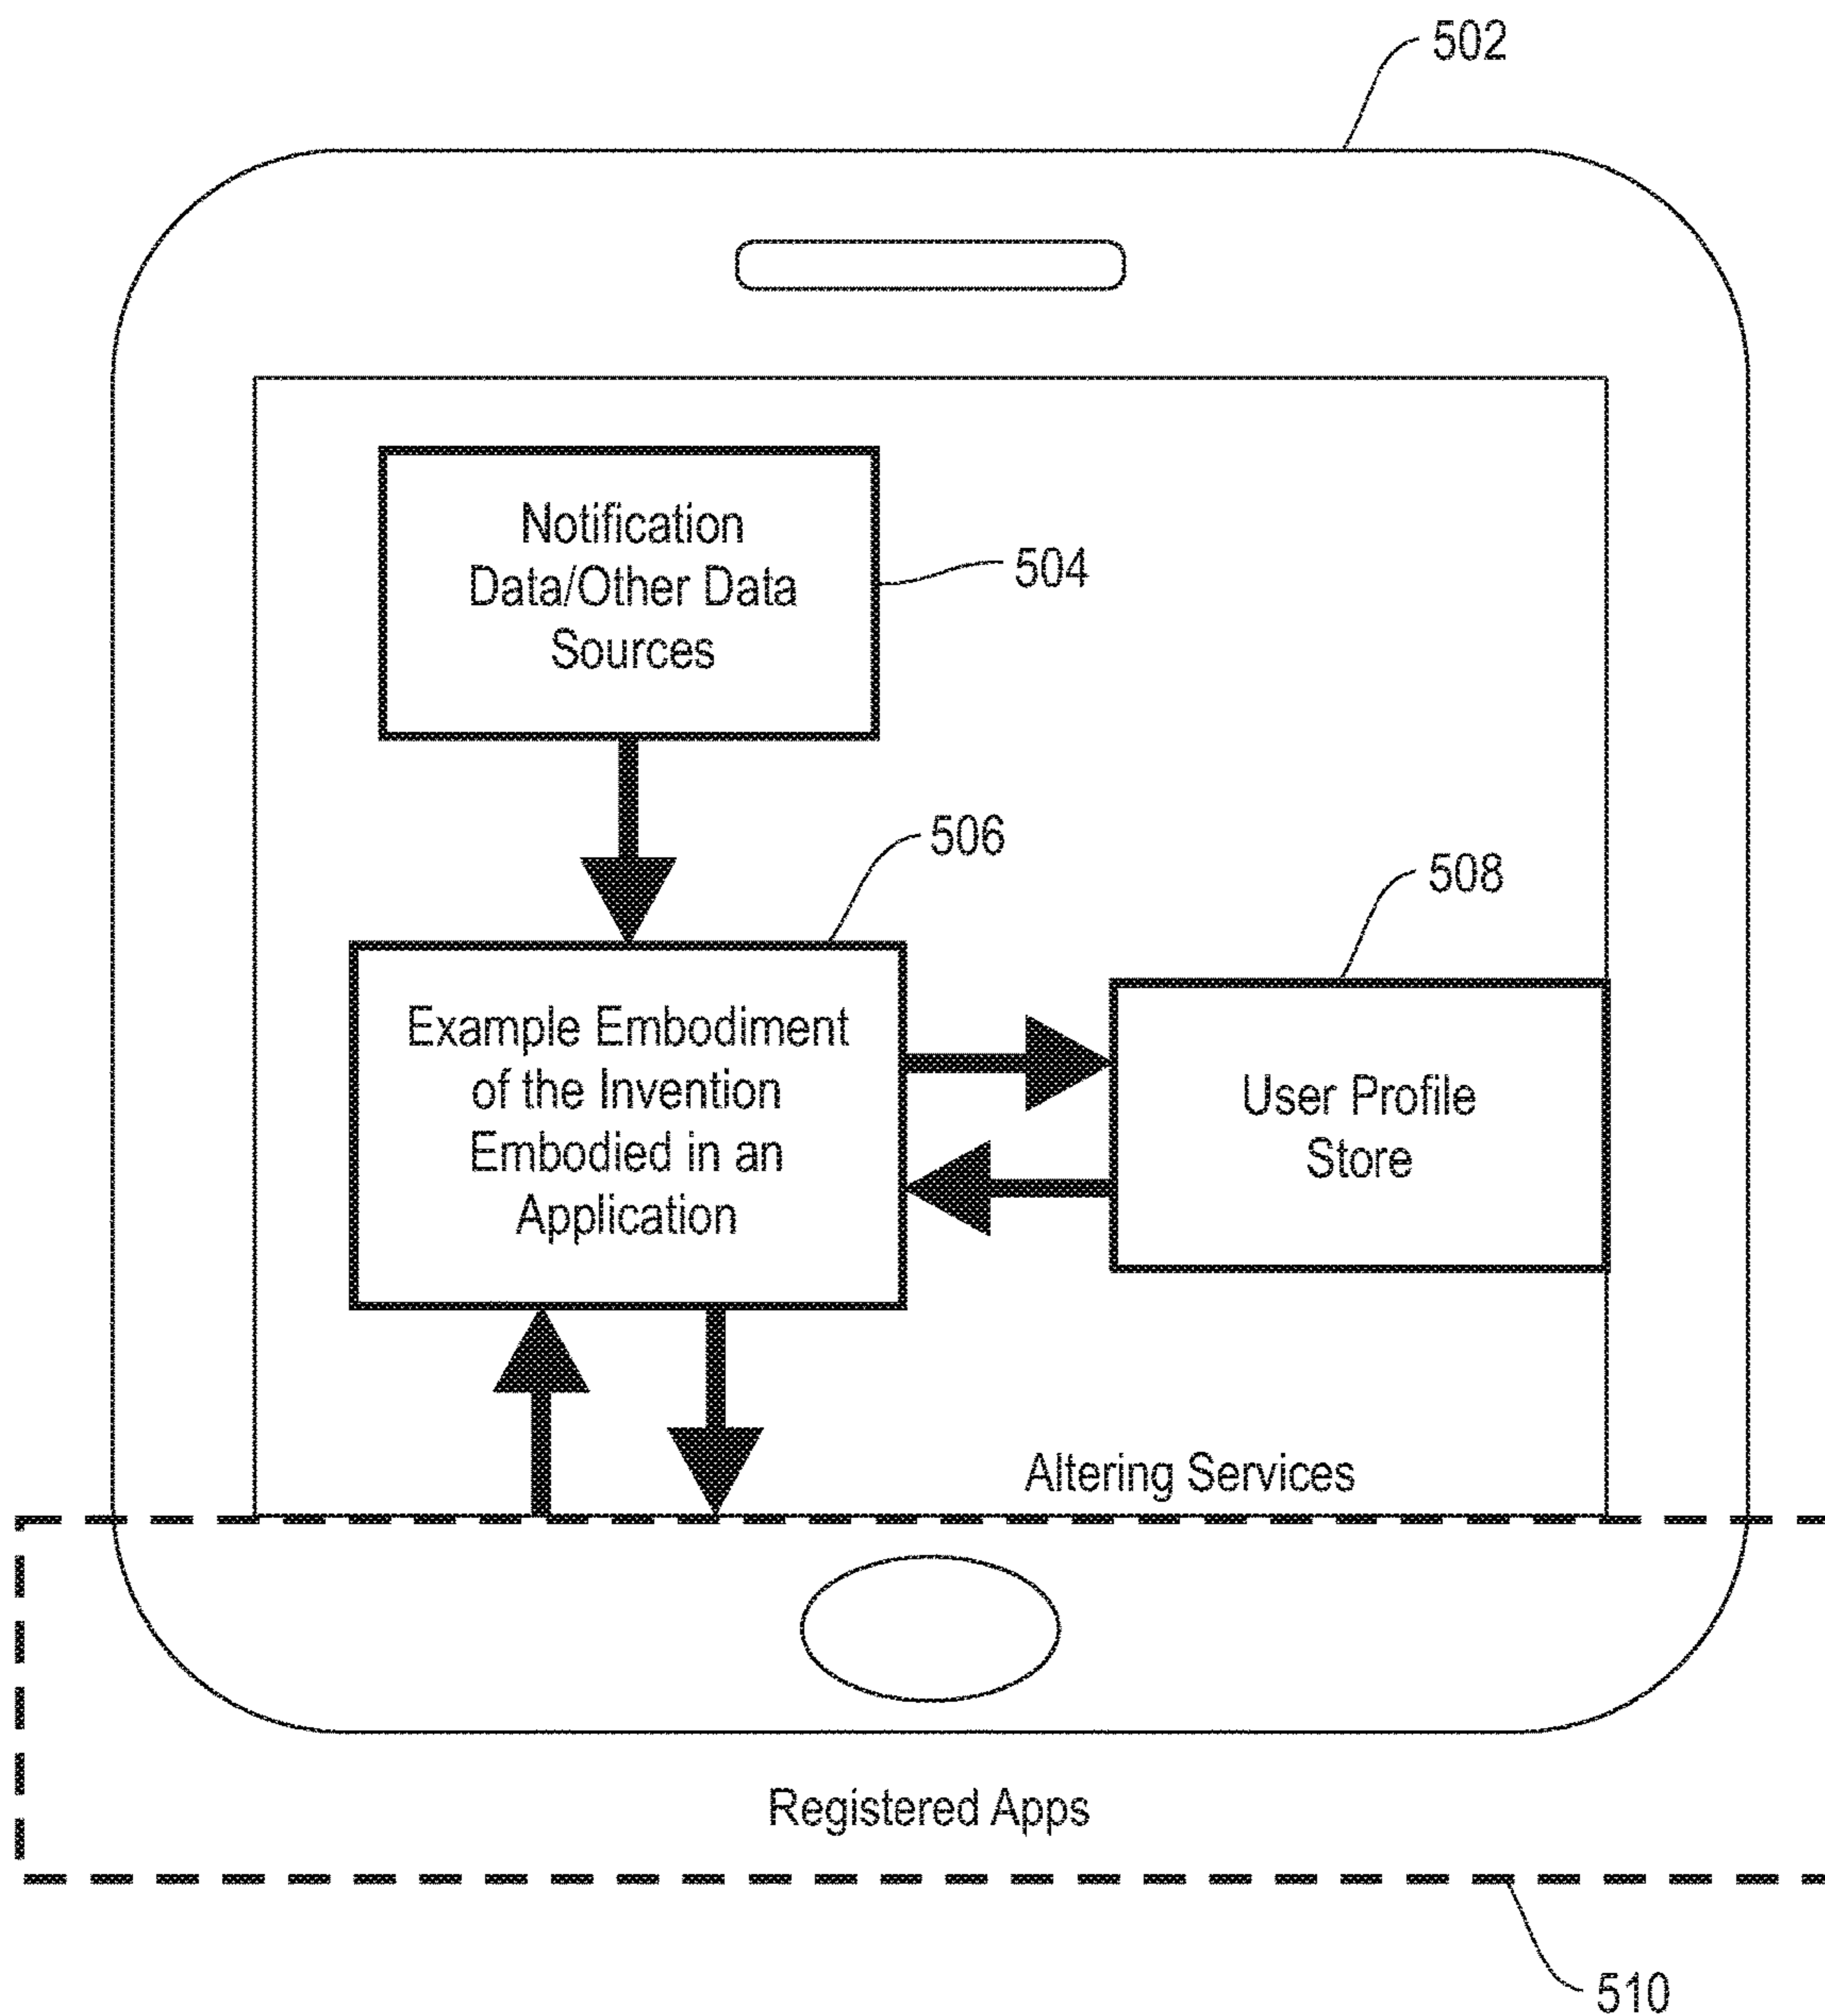 502
Notification
Data/Other Data
Sources
504
506
508
Example Embodiment
of the Invention
Embodied in an
Application
User Profile
Store
Altering Services
Registered Apps
510